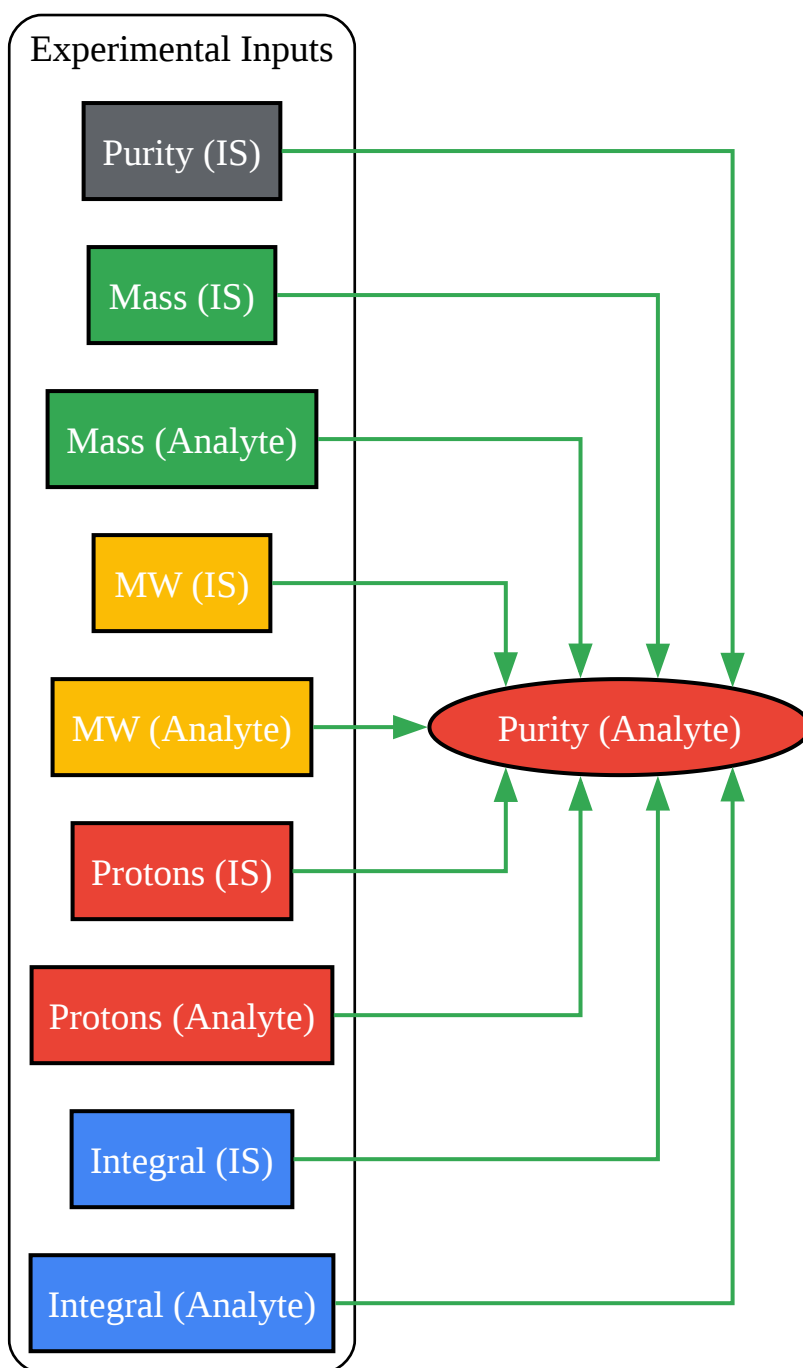 Experimental Inputs
Purity (IS)
Mass (IS)
Mass (Analyte)
MW (IS)
MW (Analyte)
Purity (Analyte)
Protons (IS)
Protons (Analyte)
Integral (IS)
Integral (Analyte)